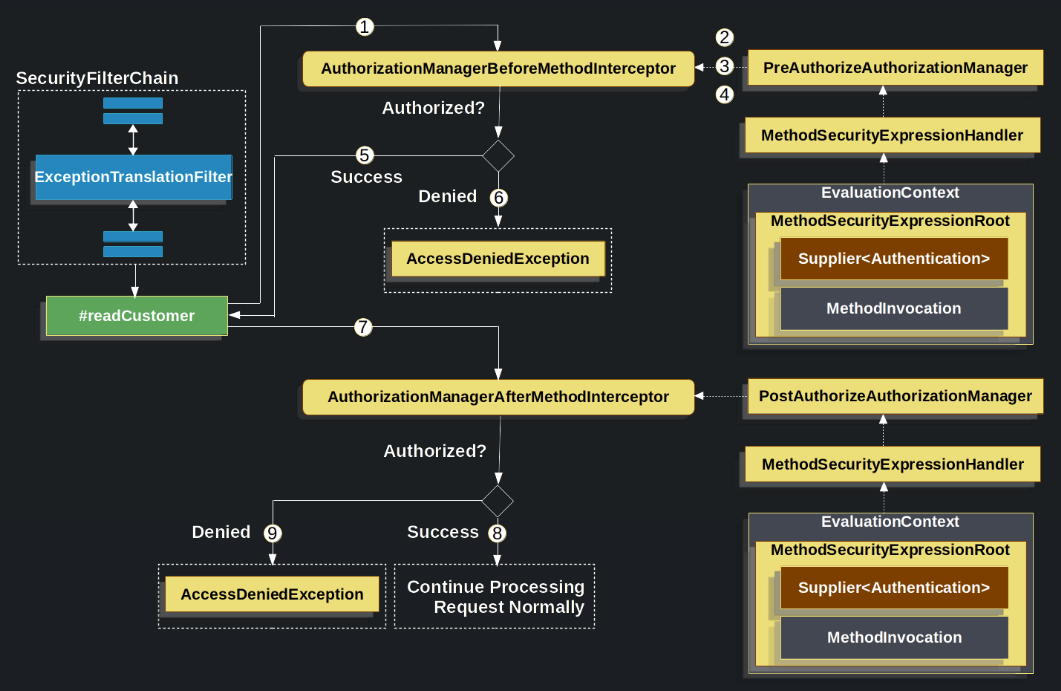 1
2
SecurityFilterChain
AuthorizationManagerBeforeMethodInterceptor
3
PreAuthorizeAuthorizationManager
4
Authorized?
MethodSecurityExpressionHandler
ExceptionTranslationFilter
5
Success
Denied
6
EvaluationContext
MethodSecurityExpressionRoot
AccessDeniedException
Supplier<Authentication>
#readCustomer
MethodInvocation
7
AuthorizationManagerAfterMethodInterceptor
PostAuthorizeAuthorizationManager
Authorized?
MethodSecurityExpressionHandler
Denied
9
Success
8
EvaluationContext
MethodSecurityExpressionRoot
AccessDeniedException
Continue Processing
Request Normally
Supplier<Authentication>
MethodInvocation